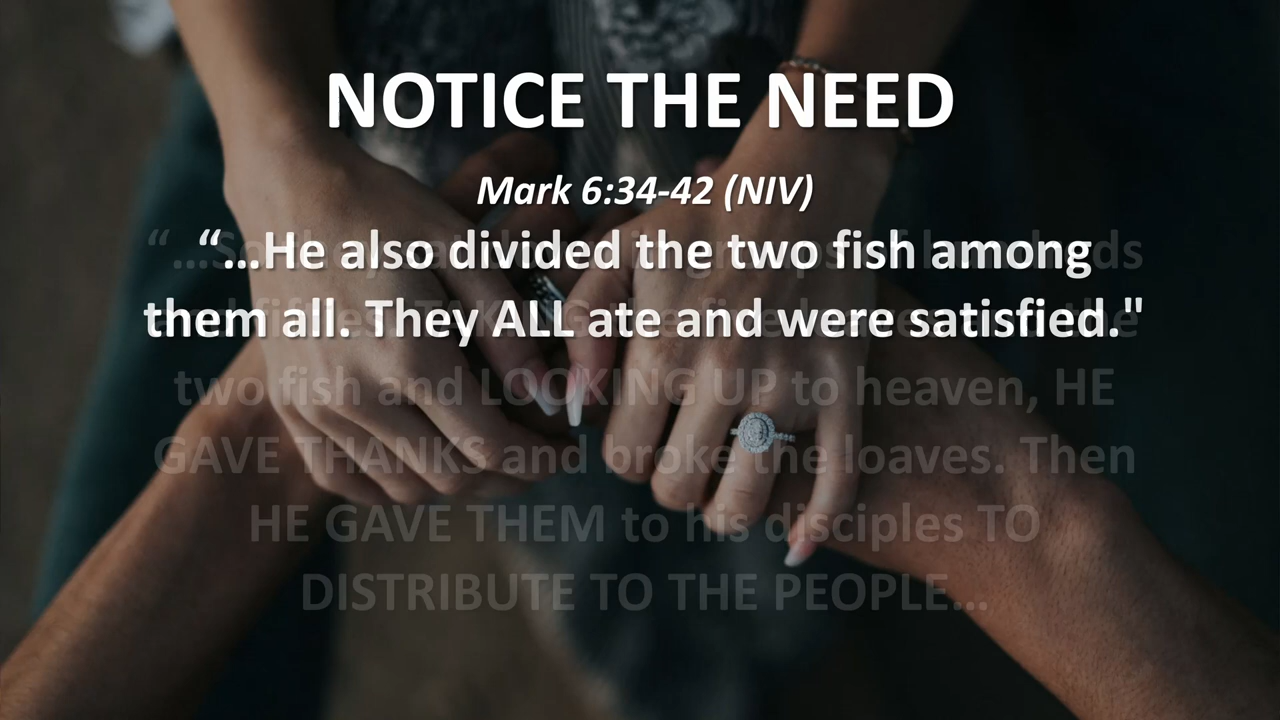 NOTICE THE NEED
Mark 6:34-42 (NIV)
“…He also divided the two fish among
them all. They ALL ate and were satisfied."
two fish and LOOKING UP to heaven, HE
GAVE THANKS and broke the loaves. Then
HE GAVE THEM to his disciples TO
DISTRIBUTE TO THE PEOPLE…